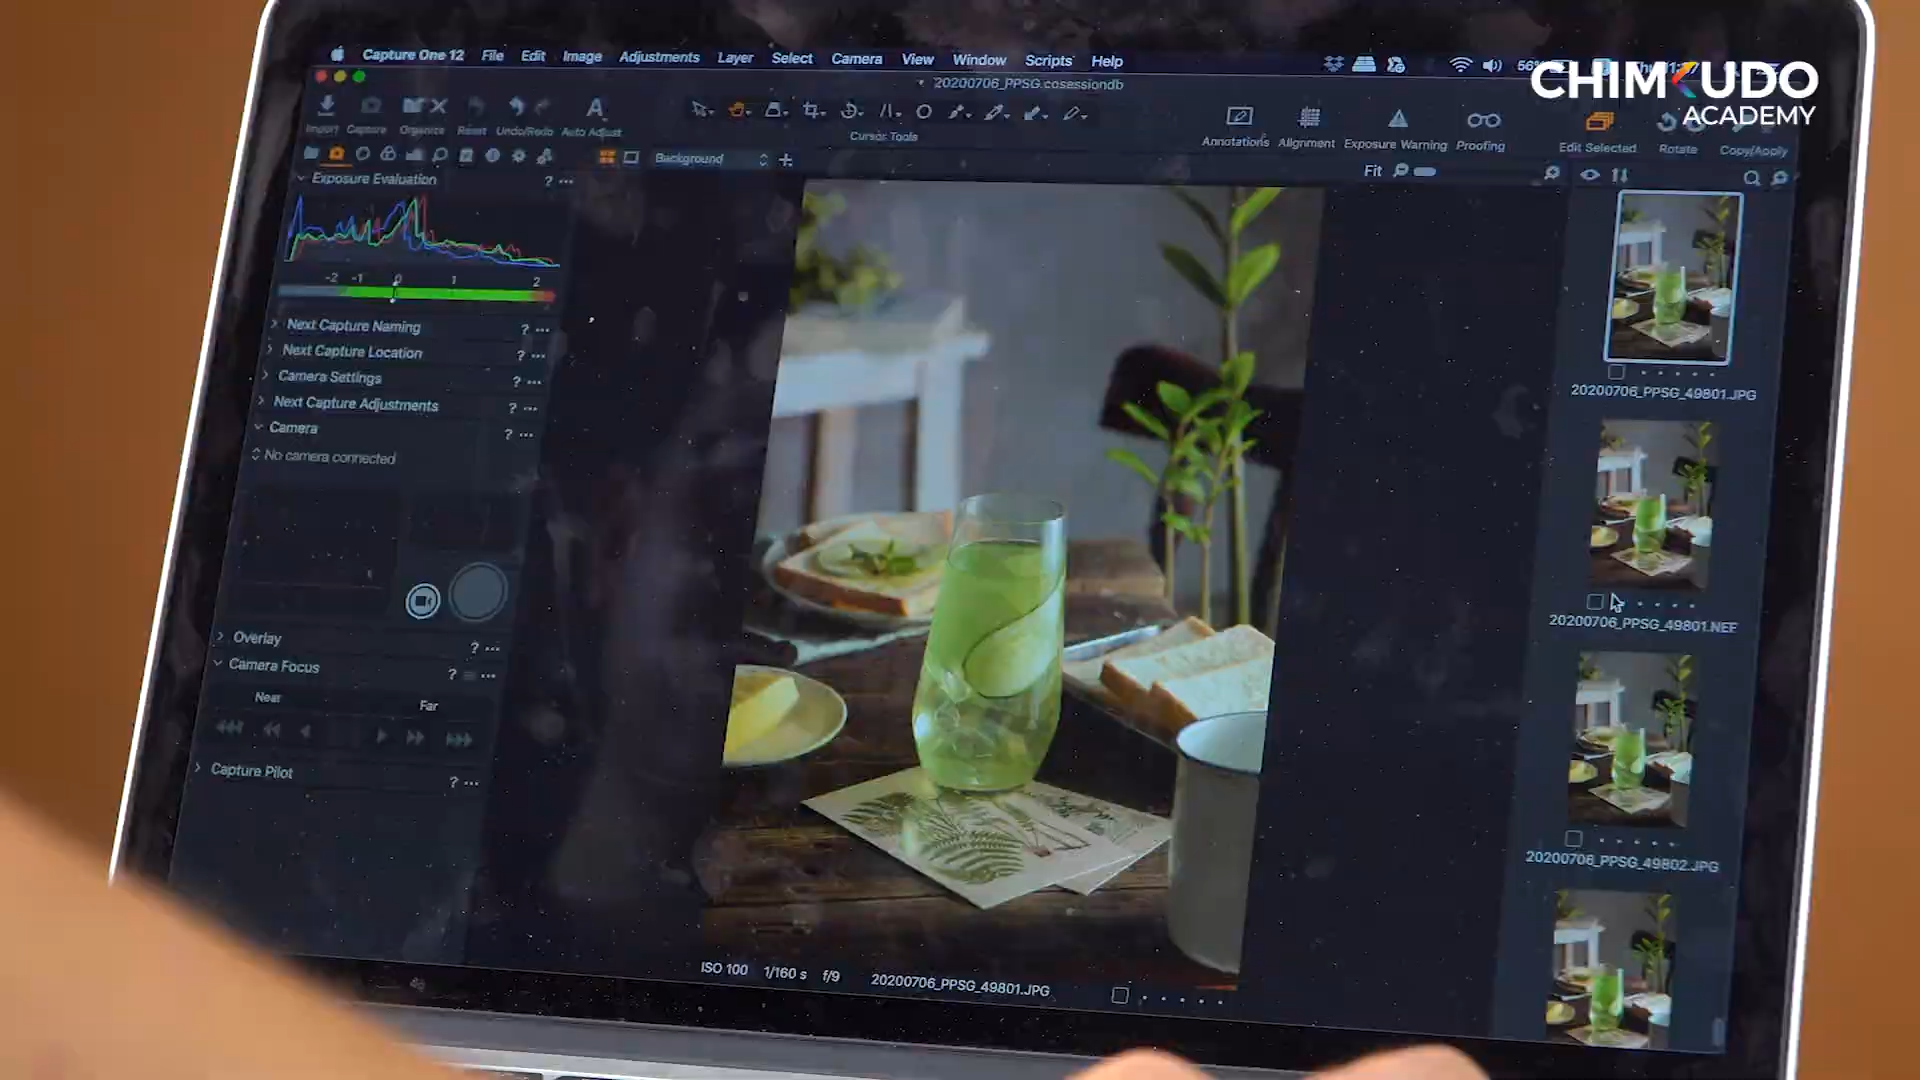 Capture One 12 File Edit Image Adjustments Layer Select Camera View Window Scripts Help
56%
CHIMKUDO
ACADEMY
20200706_PPSG.cosessiondb
Import Capture Organize Reset Undo/Redo Auto Adjust
Cursor Tools
Annotations Alignment Exposure Warning Proofing
Edit Selected Rotate Copy/Apply
Background
Fit
Exposure Evaluation ? ...
-2 -1 0 1 2
Next Capture Naming ? ...
Next Capture Location ? ...
Camera Settings ? ...
Next Capture Adjustments ? ...
Camera ? ...
No camera connected
Overlay ? ...
Camera Focus ? ...
Near Far
Capture Pilot ? ...
20200706_PPSG_49801.JPG
20200706_PPSG_49801.NEF
20200706_PPSG_49802.JPG
ISO 100 1/160 s f/9 20200706_PPSG_49801.JPG